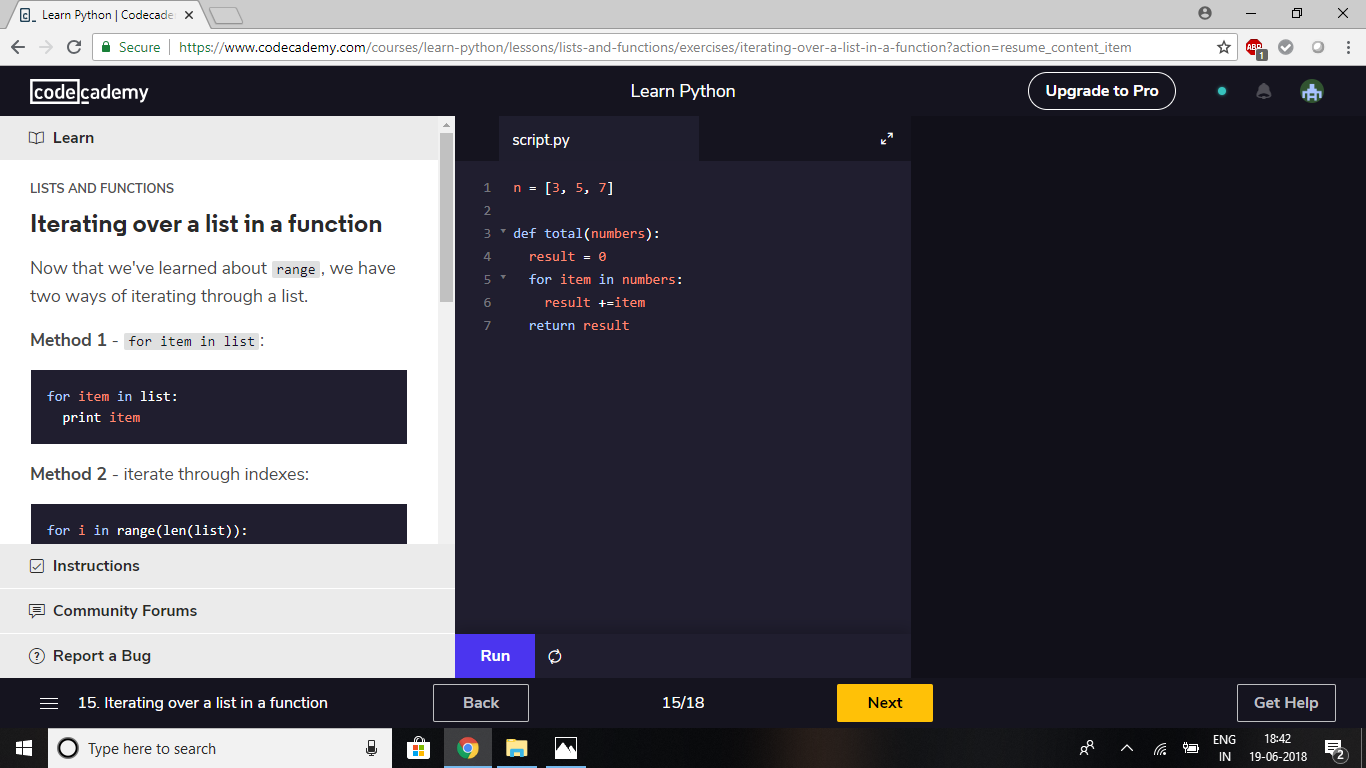 Learn Python | Codecade
Secure
https://www.codecademy.com/courses/learn-python/lessons/lists-and-functions/exercises/iterating-over-a-list-in-a-function?action=resume_content_item
ABP
1
codecademy
Learn Python
Upgrade to Pro
Learn
LISTS AND FUNCTIONS
Iterating over a list in a function
Now that we've learned about range, we have
two ways of iterating through a list.
Method 1 - for item in list:
for item in list:
  print item
Method 2 - iterate through indexes:
for i in range(len(list)):
Instructions
Community Forums
Report a Bug
script.py
1 n = [3, 5, 7]
2
3 def total(numbers):
4   result = 0
5   for item in numbers:
6     result +=item
7   return result
Run
15. Iterating over a list in a function
Back
15/18
Next
Get Help
Type here to search
ENG
IN
18:42
19-06-2018
2